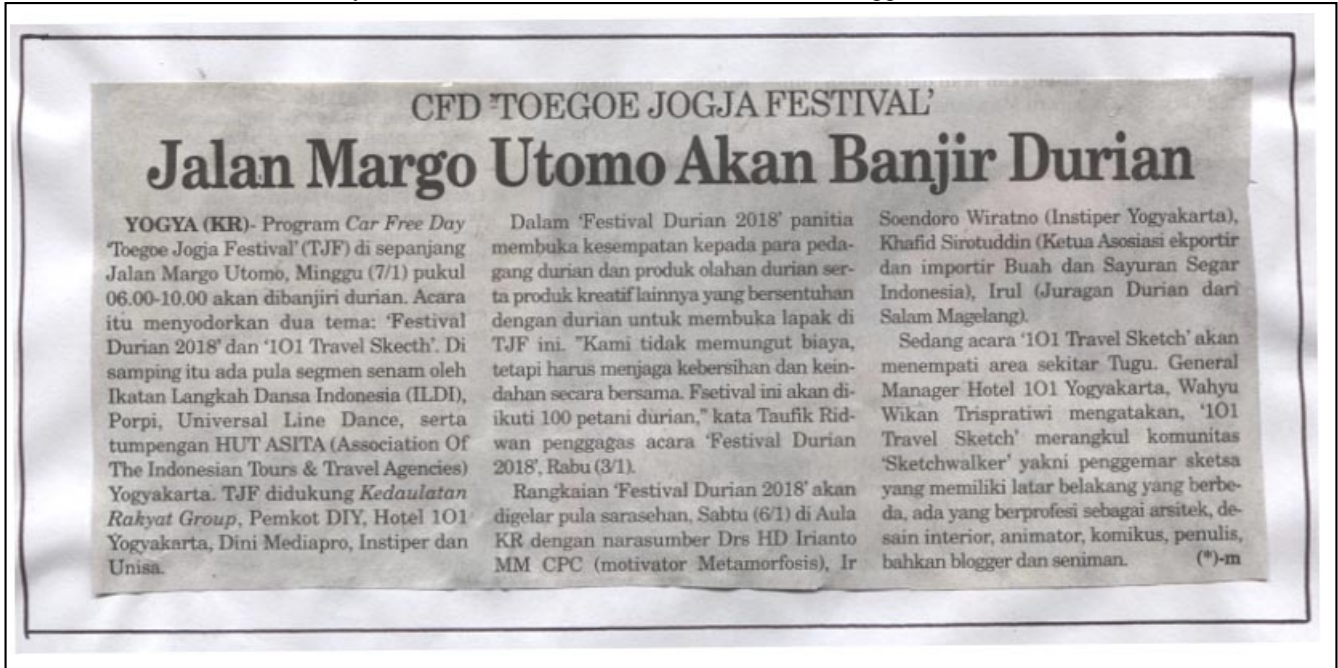 CFD 'TOEGOE JOGJA FESTIVAL'
Jalan Margo Utomo Akan Banjir Durian
YOGYA (KR)- Program Car Free Day
'Toegoe Jogja Festival' (TJF) di sepanjang
Jalan Margo Utomo, Minggu (7/1) pukul
06.00-10.00 akan dibanjiri durian. Acara
itu menyodorkan dua tema: 'Festival
Durian 2018' dan '1O1 Travel Skecth'. Di
samping itu ada pula segmen senam oleh
Ikatan Langkah Dansa Indonesia (ILDI),
Porpi, Universal Line Dance, serta
tumpengan HUT ASITA (Association Of
The Indonesian Tours & Travel Agencies)
Yogyakarta. TJF didukung Kedaulatan
Rakyat Group, Pemkot DIY, Hotel 1O1
Yogyakarta, Dini Mediapro, Instiper dan
Unisa.
Dalam 'Festival Durian 2018' panitia
membuka kesempatan kepada para peda-
gang durian dan produk olahan durian ser-
ta produk kreatif lainnya yang bersentuhan
dengan durian untuk membuka lapak di
TJF ini. "Kami tidak memungut biaya,
tetapi harus menjaga kebersihan dan kein-
dahan secara bersama. Fsetival ini akan di-
ikuti 100 petani durian," kata Taufik Rid-
wan penggagas acara 'Festival Durian
2018', Rabu (3/1).
Rangkaian 'Festival Durian 2018' akan
digelar pula sarasehan, Sabtu (6/1) di Aula
KR dengan narasumber Drs HD Irianto
MM CPC (motivator Metamorfosis), Ir
Soendoro Wiratno (Instiper Yogyakarta),
Khafid Sirotuddin (Ketua Asosiasi ekportir
dan importir Buah dan Sayuran Segar
Indonesia), Irul (Juragan Durian dari
Salam Magelang).
Sedang acara '1O1 Travel Sketch' akan
menempati area sekitar Tugu. General
Manager Hotel 1O1 Yogyakarta, Wahyu
Wikan Trispratiwi mengatakan, '1O1
Travel Sketch' merangkul komunitas
'Sketchwalker' yakni penggemar sketsa
yang memiliki latar belakang yang berbe-
da, ada yang berprofesi sebagai arsitek, de-
sain interior, animator, komikus, penulis,
bahkan blogger dan seniman. (*)-m